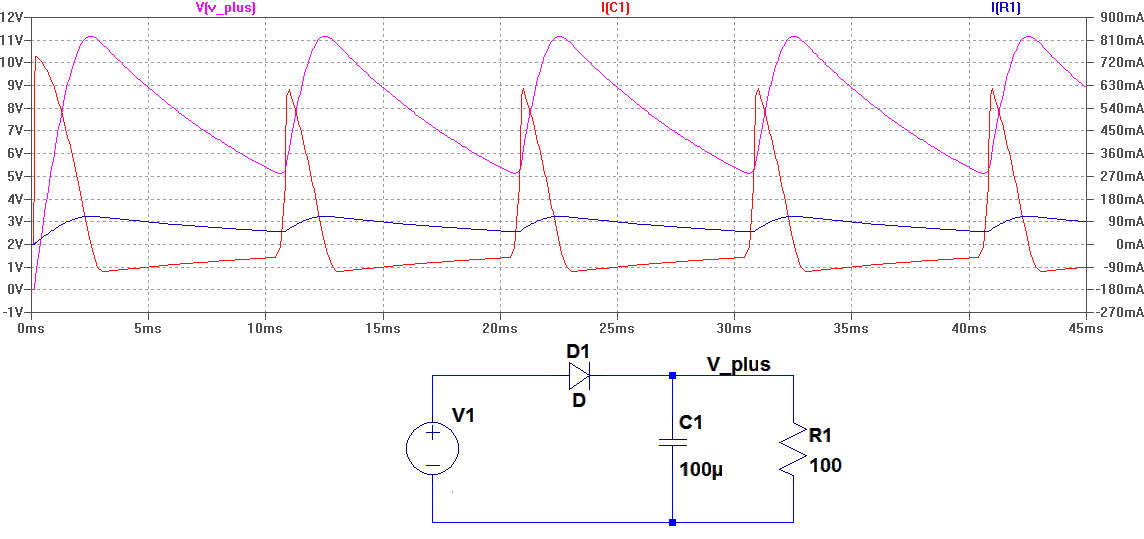 V(v_plus) I(C1) I(R1)
12V 900mA
11V 810mA
10V 720mA
9V 630mA
8V 540mA
7V 450mA
6V 360mA
5V 270mA
4V 180mA
3V 90mA
2V 0mA
1V -90mA
0V -180mA
-1V -270mA
0ms 5ms 10ms 15ms 20ms 25ms 30ms 35ms 40ms 45ms
D1
V_plus
D
V1
C1
R1
100µ
100